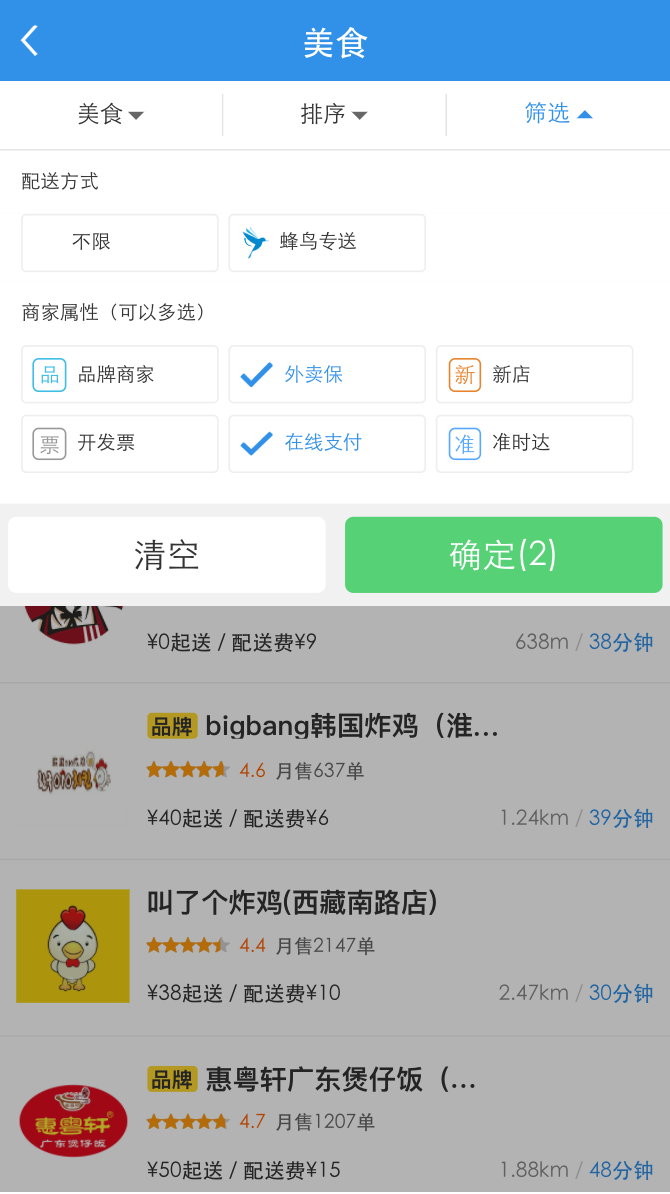 美食
美食 排序 筛选
配送方式
不限 蜂鸟专送
商家属性（可以多选）
品 品牌商家 外卖保 新 新店
票 开发票 在线支付 准 准时达
清空 确定(2)
¥0起送 / 配送费¥9 638m / 38分钟
品牌 bigbang韩国炸鸡（淮...
4.6 月售637单
¥40起送 / 配送费¥6 1.24km / 39分钟
叫了个炸鸡(西藏南路店)
4.4 月售2147单
¥38起送 / 配送费¥10 2.47km / 30分钟
品牌 惠粤轩广东煲仔饭（...
惠粤轩
广东煲仔饭
4.7 月售1207单
¥50起送 / 配送费¥15 1.88km / 48分钟